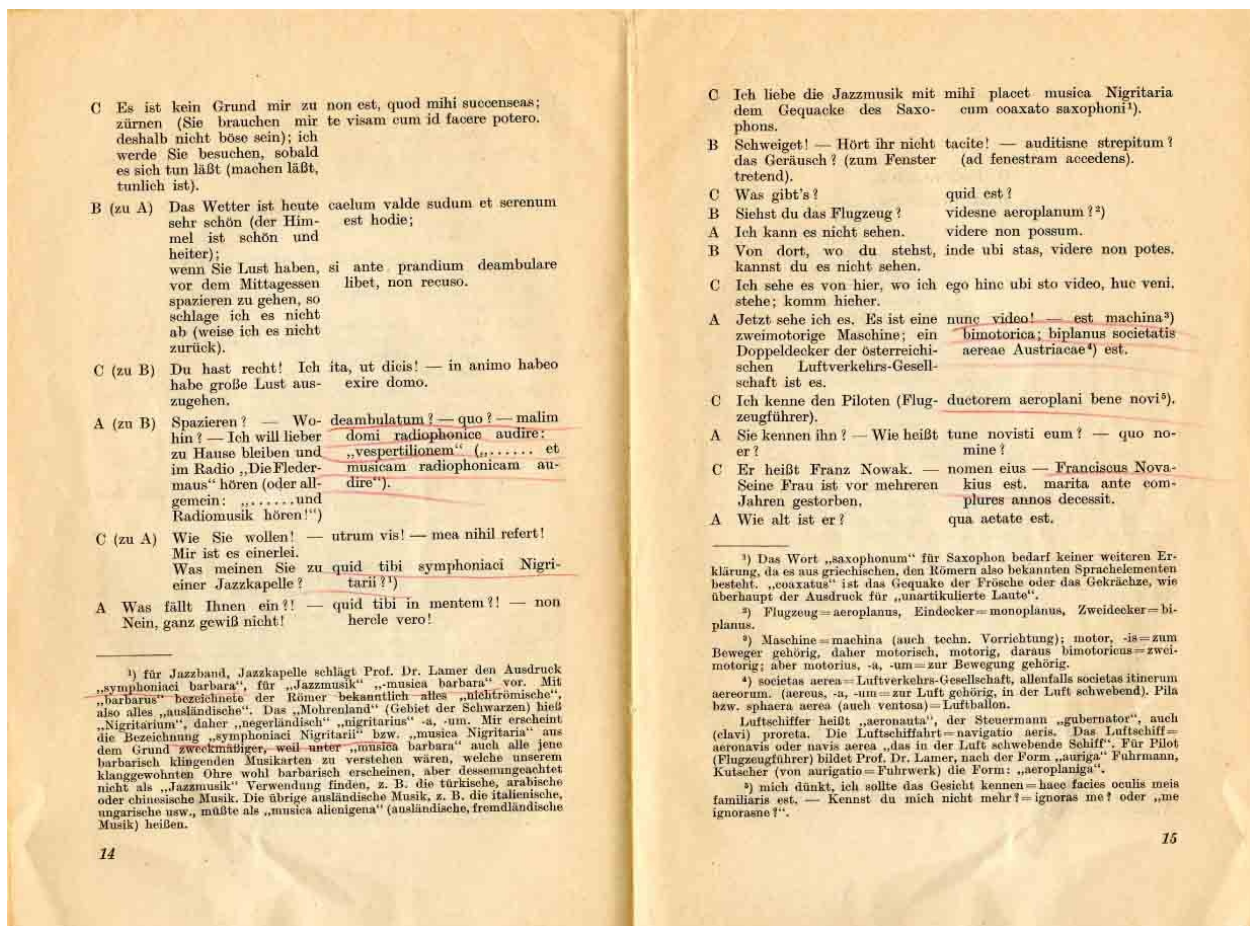 C Es ist kein Grund mir zu non est, quod mihi succenseas;
zürnen (Sie brauchen mir te visam cum id facere potero.
deshalb nicht böse sein); ich
werde Sie besuchen, sobald
es sich tun läßt (machen läßt,
tunlich ist).
B (zu A) Das Wetter ist heute caelum valde sudum et serenum
sehr schön (der Him- est hodie;
mel ist schön und
heiter);
wenn Sie Lust haben, si ante prandium deambulare
vor dem Mittagessen libet, non recuso.
spazieren zu gehen, so
schlage ich es nicht
ab (weise ich es nicht
zurück).
C (zu B) Du hast recht! Ich ita, ut dicis! — in animo habeo
habe große Lust aus- exire domo.
zugehen.
A (zu B) Spazieren? — Wo- deambulatum? — quo? — malim
hin? — Ich will lieber domi radiophonice audire:
zu Hause bleiben und „vespertilionem“ („...... et
im Radio „Die Fleder- musicam radiophonicam au-
maus“ hören (oder all- dire“).
gemein: „......und
Radiomusik hören!“)
C (zu A) Wie Sie wollen! — utrum vis! — mea nihil refert!
Mir ist es einerlei.
Was meinen Sie zu quid tibi symphoniaci Nigri-
einer Jazzkapelle? tarii?¹)
A Was fällt Ihnen ein?! — quid tibi in mentem?! — non
Nein, ganz gewiß nicht! hercle vero!
¹) für Jazzband, Jazzkapelle schlägt Prof. Dr. Lamer den Ausdruck
„symphoniaci barbara“, für „Jazzmusik“ „-musica barbara“ vor. Mit
„barbarus“ bezeichnete der Römer bekanntlich alles „nichtrömische“,
also alles „ausländische“. Das „Mohrenland“ (Gebiet der Schwarzen) hieß
„Nigritarium“, daher „negerländisch“ „nigritarius“ -a, -um. Mir erscheint
die Bezeichnung „symphoniaci Nigritarii“ bzw. „musica Nigritaria“ aus
dem Grund zweckmäßiger, weil unter „musica barbara“ auch alle jene
barbarisch klingenden Musikarten zu verstehen wären, welche unserem
klanggewohnten Ohre wohl barbarisch erscheinen, aber dessenungeachtet
nicht als „Jazzmusik“ Verwendung finden, z. B. die türkische, arabische
oder chinesische Musik. Die übrige ausländische Musik, z. B. die italienische,
ungarische usw., müßte als „musica alienigena“ (ausländische, fremdländische
Musik) heißen.
14
C Ich liebe die Jazzmusik mit mihi placet musica Nigritaria
dem Gequacke des Saxo- cum coaxato saxophoni¹).
phons.
B Schweiget! — Hört ihr nicht tacite! — auditisne strepitum?
das Geräusch? (zum Fenster (ad fenestram accedens).
tretend).
C Was gibt's? quid est?
B Siehst du das Flugzeug? videsne aeroplanum?²)
A Ich kann es nicht sehen. videre non possum.
B Von dort, wo du stehst, inde ubi stas, videre non potes.
kannst du es nicht sehen.
C Ich sehe es von hier, wo ich ego hinc ubi sto video, huc veni.
stehe; komm hieher.
A Jetzt sehe ich es. Es ist eine nunc video! — est machina³)
zweimotorige Maschine; ein bimotorica; biplanus societatis
Doppeldecker der österreichi- aereae Austriacae⁴) est.
schen Luftverkehrs-Gesell-
schaft ist es.
C Ich kenne den Piloten (Flug- ductorem aeroplani bene novi⁵).
zeugführer).
A Sie kennen ihn? — Wie heißt tune novisti eum? — quo no-
er? mine?
C Er heißt Franz Nowak. — nomen eius — Franciscus Nova-
Seine Frau ist vor mehreren kius est. marita ante com-
Jahren gestorben. plures annos decessit.
A Wie alt ist er? qua aetate est.
¹) Das Wort „saxophonum“ für Saxophon bedarf keiner weiteren Er-
klärung, da es aus griechischen, den Römern also bekannten Sprachelementen
besteht. „coaxatus“ ist das Gequake der Frösche oder das Gekrächze, wie
überhaupt der Ausdruck für „unartikulierte Laute“.
²) Flugzeug=aeroplanus, Eindecker=monoplanus, Zweidecker=bi-
planus.
³) Maschine=machina (auch techn. Vorrichtung); motor, -is=zum
Beweger gehörig, daher motorisch, motorig, daraus bimotoricus=zwei-
motorig; aber motorius, -a, -um=zur Bewegung gehörig.
⁴) societas aerea=Luftverkehrs-Gesellschaft, allenfalls societas itinerum
aereorum. (aereus, -a, -um=zur Luft gehörig, in der Luft schwebend). Pila
bzw. sphaera aerea (auch ventosa)=Luftballon.
Luftschiffer heißt „aeronauta“, der Steuermann „gubernator“, auch
(clavi) proreta. Die Luftschiffahrt=navigatio aeris. Das Luftschiff=
aeronavis oder navis aerea „das in der Luft schwebende Schiff“. Für Pilot
(Flugzeugführer) bildet Prof. Dr. Lamer, nach der Form „auriga“ Fuhrmann,
Kutscher (von aurigatio=Fuhrwerk) die Form: „aeroplaniga“.
⁵) mich dünkt, ich sollte das Gesicht kennen=haec facies oculis meis
familiaris est. — Kennst du mich nicht mehr?=ignoras me? oder „me
ignorasne?“.
15